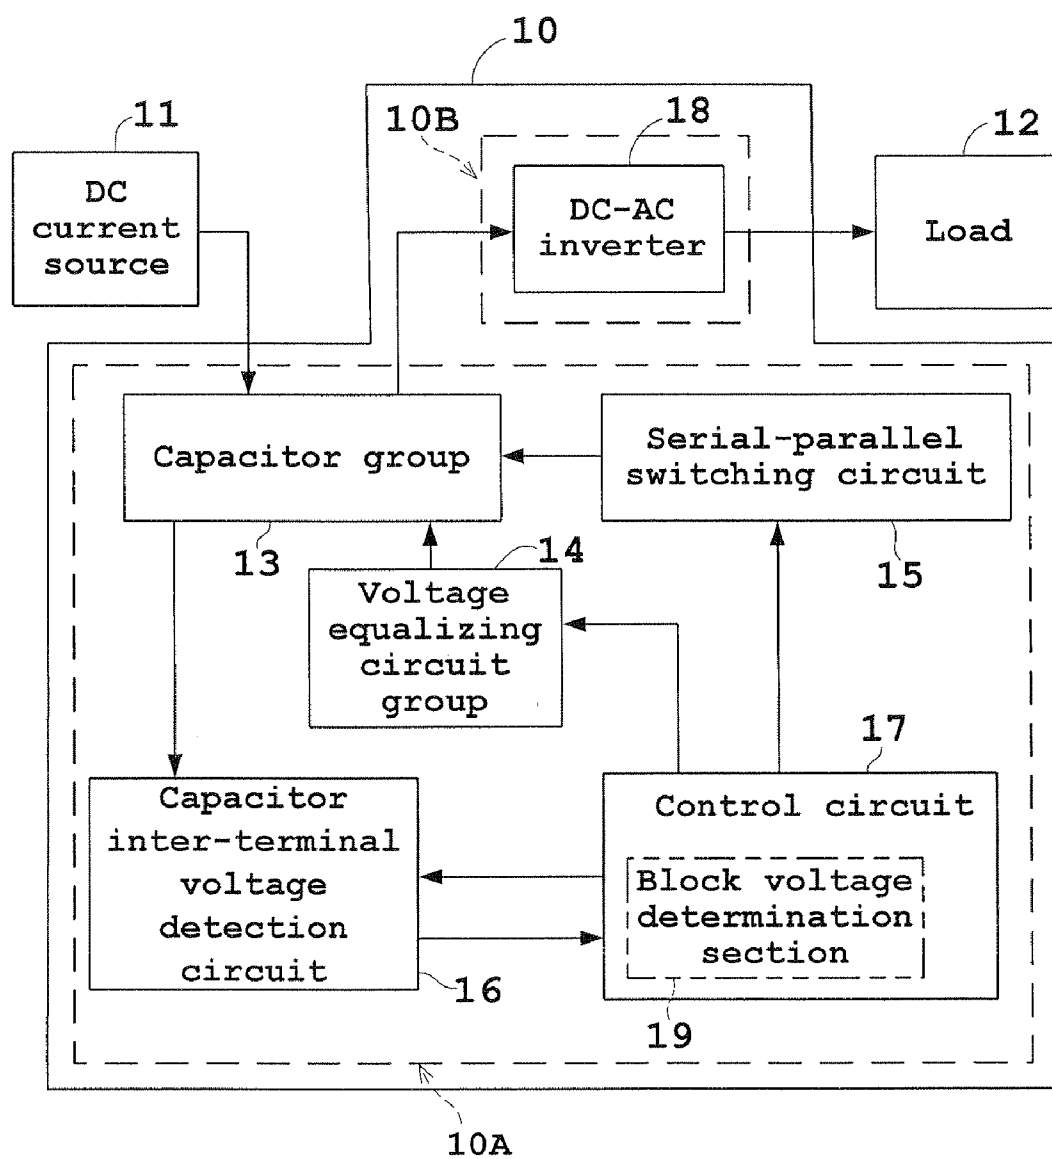 10
11
10B
18
12
DC
current
source
DC-AC
inverter
Load
Capacitor group
Serial-parallel
switching circuit
13
14
15
Voltage
equalizing
circuit
group
17
Capacitor
inter-terminal
voltage
detection
circuit
Control circuit
Block voltage
determination
section
16
19
10A